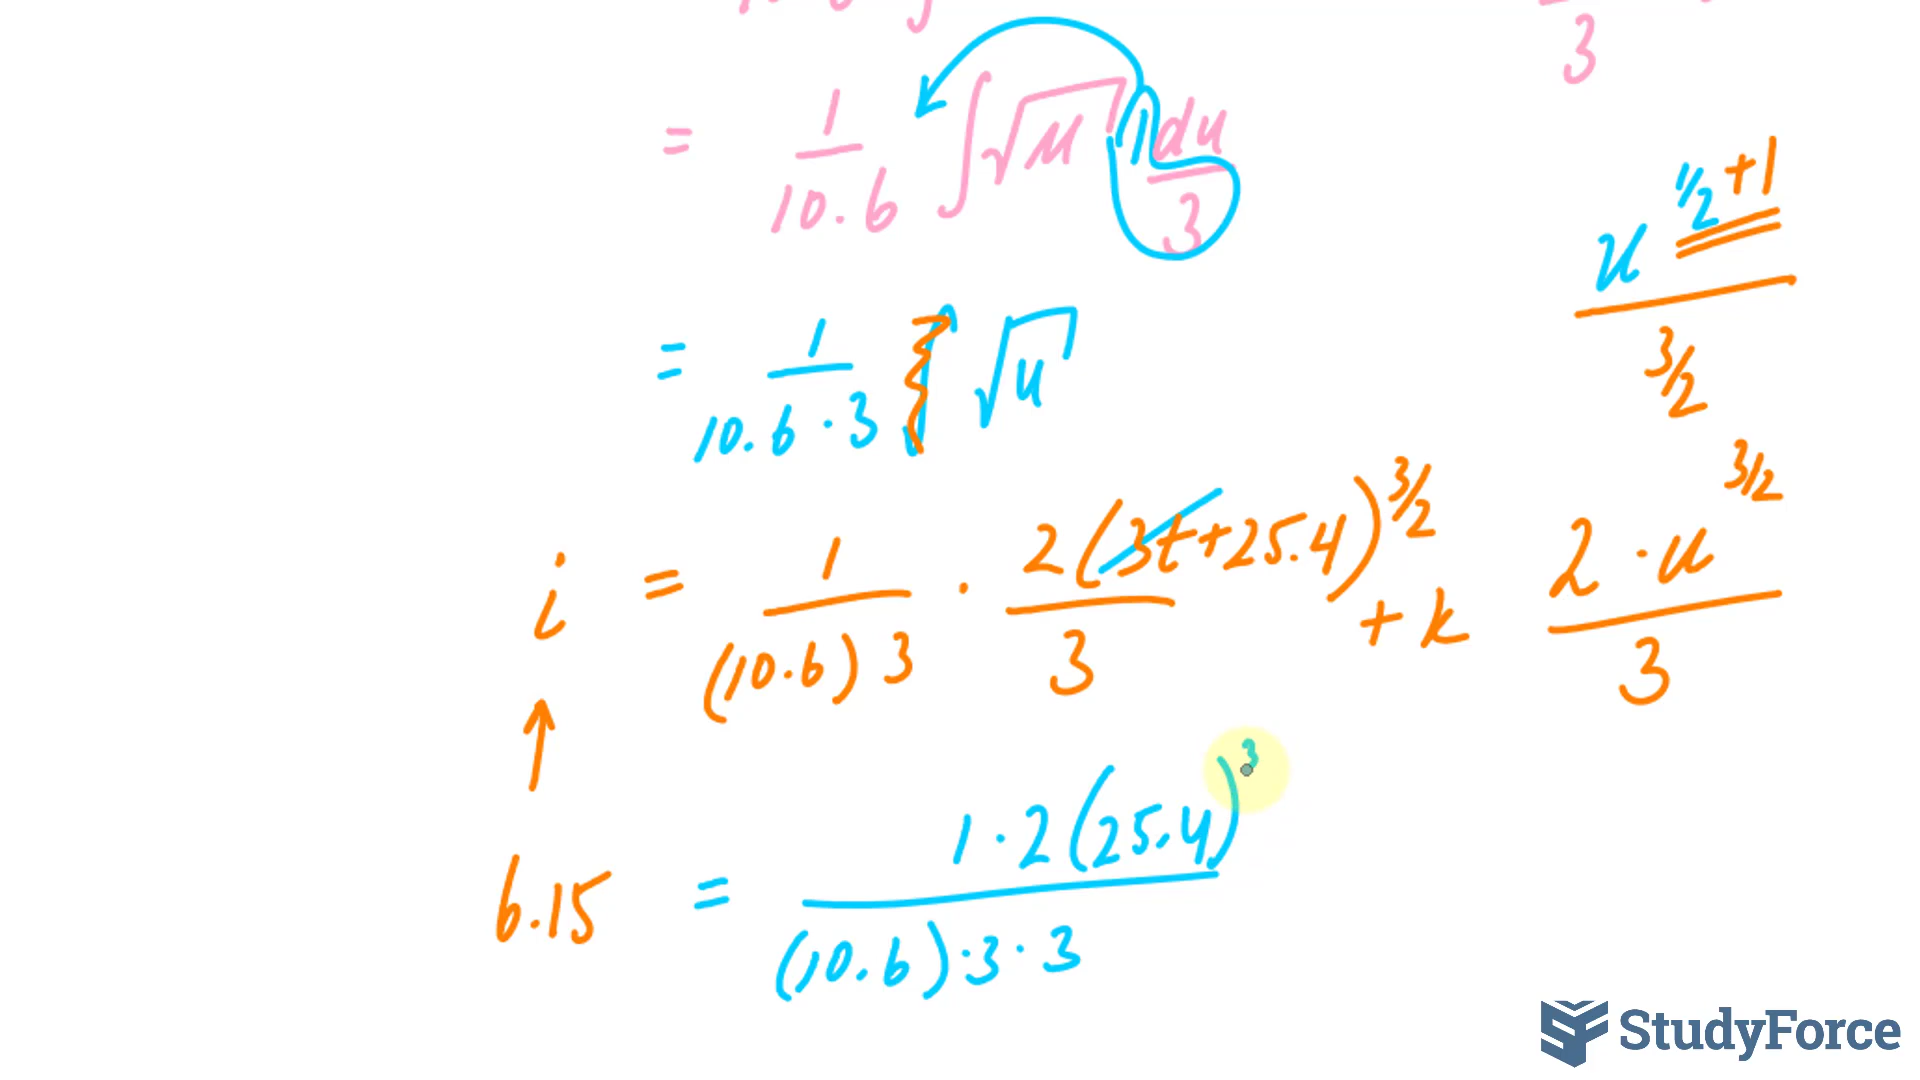 3
= 1/10.6 ∫ √u 1 du/3
u^(1/2 + 1) / (3/2)
= 1/(10.6 · 3) ∫ √u
i = 1/((10.6) 3) · 2(3t + 25.4)^(3/2)/3 + k
2 · u^(3/2) / 3
6.15 = 1 · 2(25.4)^3 / ((10.6) · 3 · 3)
StudyForce